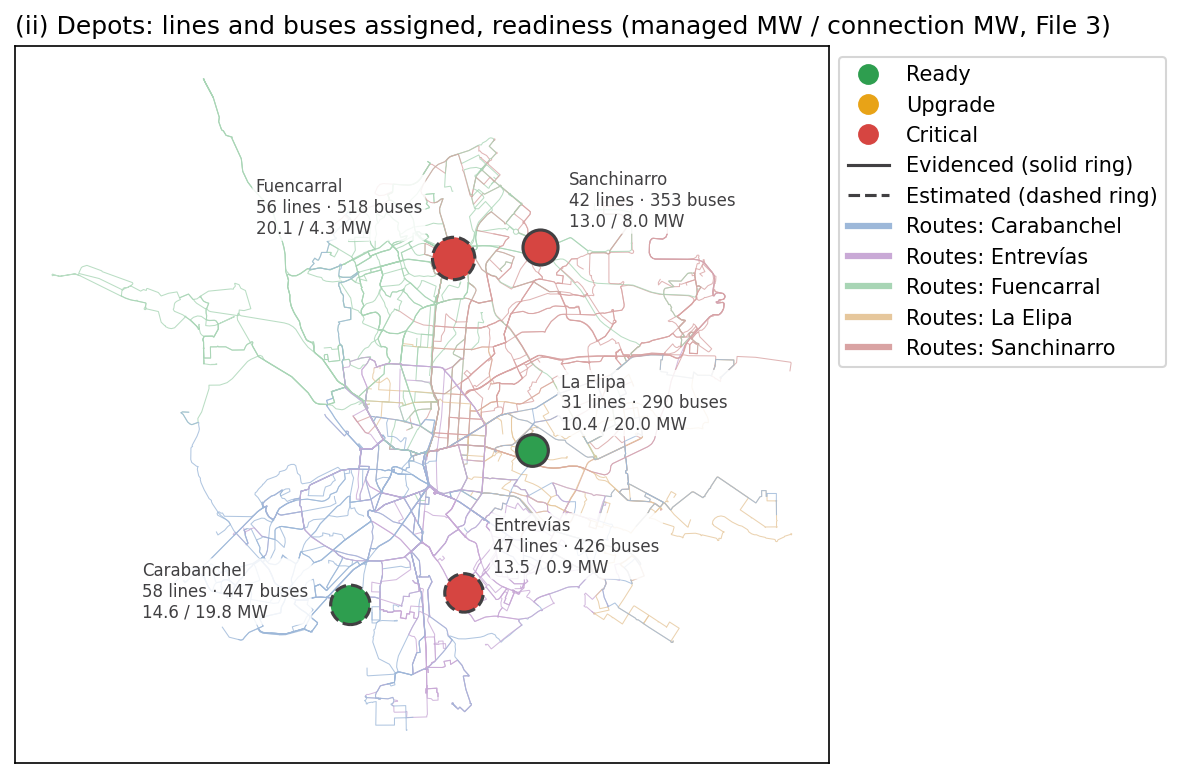 (ii) Depots: lines and buses assigned, readiness (managed MW / connection MW, File 3)
Fuencarral
56 lines · 518 buses
20.1 / 4.3 MW
Sanchinarro
42 lines · 353 buses
13.0 / 8.0 MW
La Elipa
31 lines · 290 buses
10.4 / 20.0 MW
Entrevías
47 lines · 426 buses
13.5 / 0.9 MW
Carabanchel
58 lines · 447 buses
14.6 / 19.8 MW
Ready
Upgrade
Critical
Evidenced (solid ring)
Estimated (dashed ring)
Routes: Carabanchel
Routes: Entrevías
Routes: Fuencarral
Routes: La Elipa
Routes: Sanchinarro